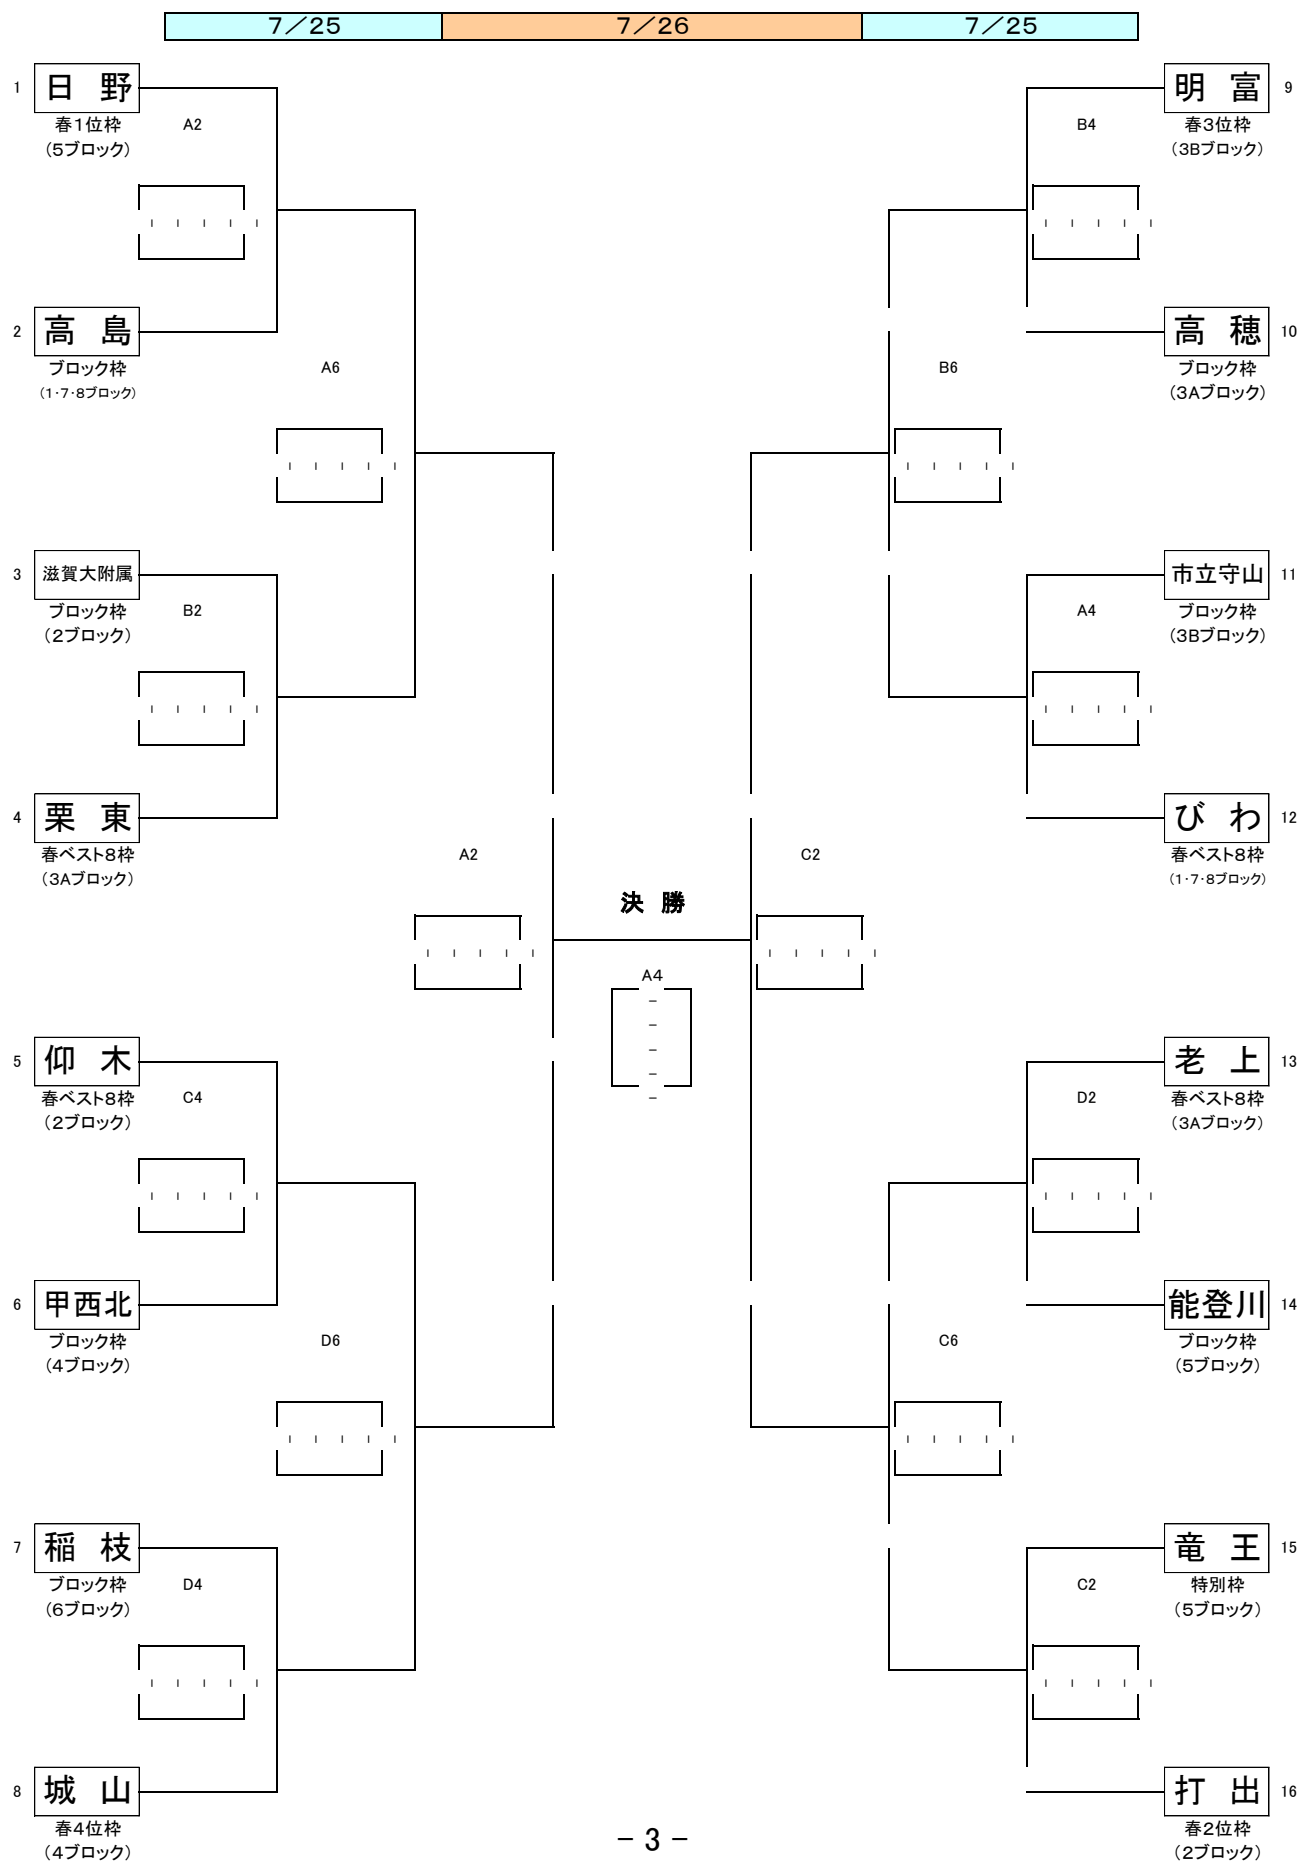 7／25 7／26 7／25
1 日 野
春1位枠
（5ブロック）
A2
2 高 島
ブロック枠
（1・7・8ブロック）
A6
3 滋賀大附属
ブロック枠
（2ブロック）
B2
4 栗 東
春ベスト8枠
（3Aブロック）
A2
5 仰 木
春ベスト8枠
（2ブロック）
C4
6 甲西北
ブロック枠
（4ブロック）
D6
7 稲 枝
ブロック枠
（6ブロック）
D4
8 城 山
春4位枠
（4ブロック）
決 勝
A4
明 富 9
春3位枠
（3Bブロック）
B4
高 穂 10
ブロック枠
（3Aブロック）
B6
市立守山 11
ブロック枠
（3Bブロック）
A4
びわ 12
春ベスト8枠
（1・7・8ブロック）
C2
老 上 13
春ベスト8枠
（3Aブロック）
D2
能登川 14
ブロック枠
（5ブロック）
C6
竜 王 15
特別枠
（5ブロック）
C2
打 出 16
春2位枠
（2ブロック）
－ 3 －